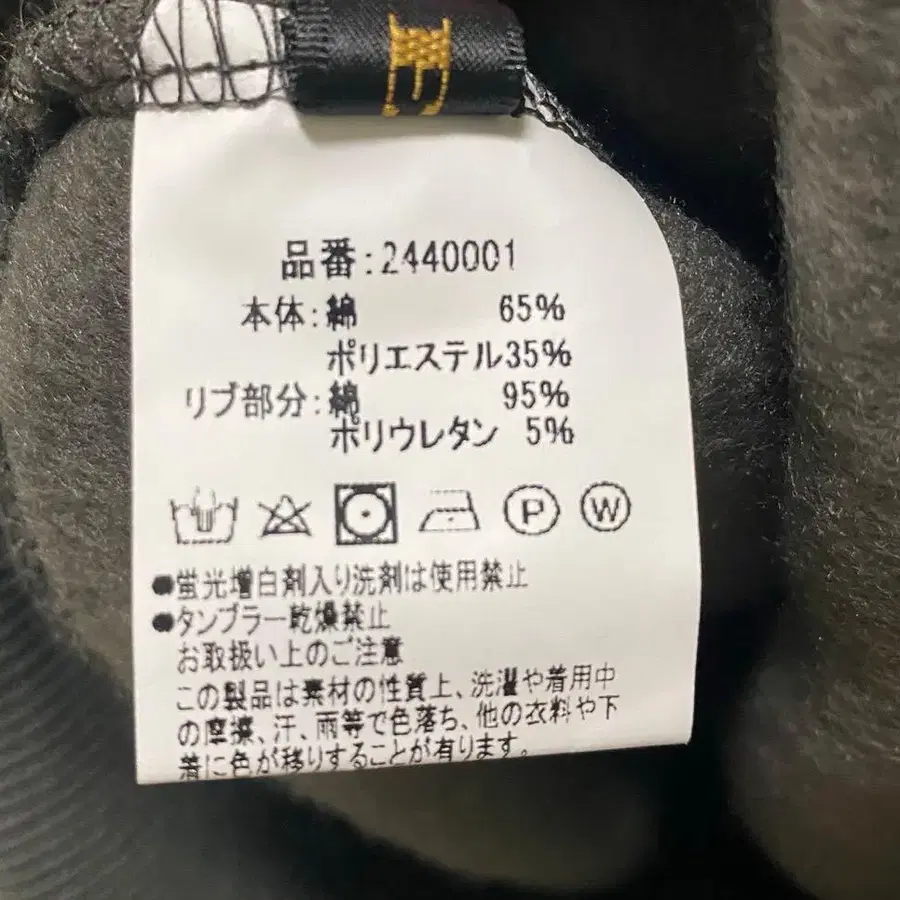 品番:2440001
本体:綿 65%
ポリエステル35%
リブ部分:綿 95%
ポリウレタン 5%
P W
●蛍光増白剤入り洗剤は使用禁止
●タンブラー乾燥禁止
お取扱い上のご注意
この製品は素材の性質上、洗濯や着用中
の摩擦、汗、雨等で色落ち、他の衣料や下
着に色が移りすることが有ります。